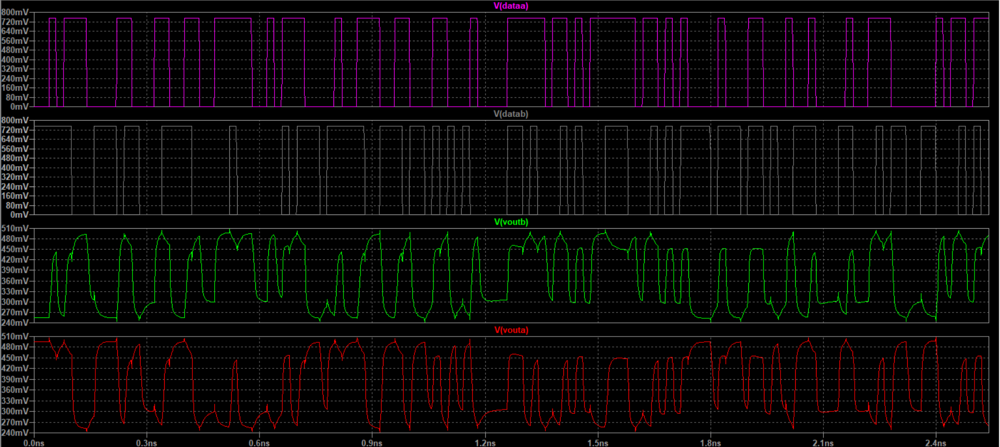 V(dataa)
800mV
720mV
640mV
560mV
480mV
400mV
320mV
240mV
160mV
80mV
0mV
V(datab)
800mV
720mV
640mV
560mV
480mV
400mV
320mV
240mV
160mV
80mV
0mV
V(voutb)
510mV
480mV
450mV
420mV
390mV
360mV
330mV
300mV
270mV
240mV
V(vouta)
510mV
480mV
450mV
420mV
390mV
360mV
330mV
300mV
270mV
240mV
0.0ns 0.3ns 0.6ns 0.9ns 1.2ns 1.5ns 1.8ns 2.1ns 2.4ns